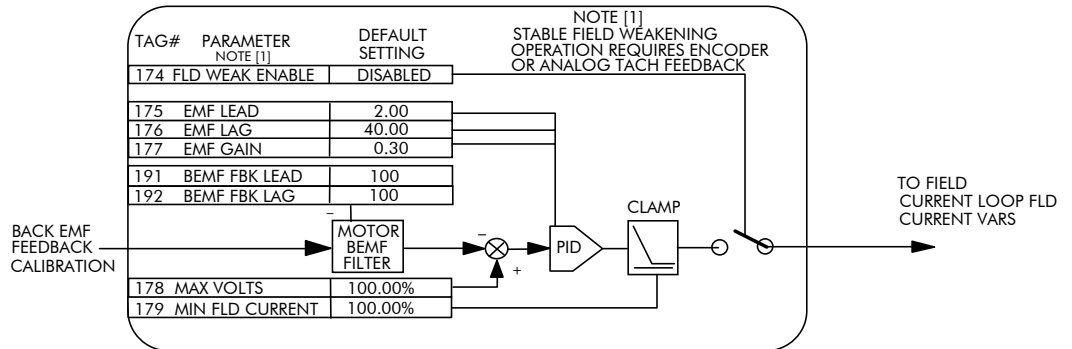 NOTE [1]
STABLE FIELD WEAKENING
OPERATION REQUIRES ENCODER
OR ANALOG TACH FEEDBACK
TAG# PARAMETER DEFAULT
NOTE [1] SETTING
174 FLD WEAK ENABLE DISABLED
175 EMF LEAD 2.00
176 EMF LAG 40.00
177 EMF GAIN 0.30
191 BEMF FBK LEAD 100
192 BEMF FBK LAG 100
BACK EMF
FEEDBACK
CALIBRATION
–
MOTOR
BEMF
FILTER
–
+
PID
CLAMP
TO FIELD
CURRENT LOOP FLD
CURRENT VARS
178 MAX VOLTS 100.00%
179 MIN FLD CURRENT 100.00%